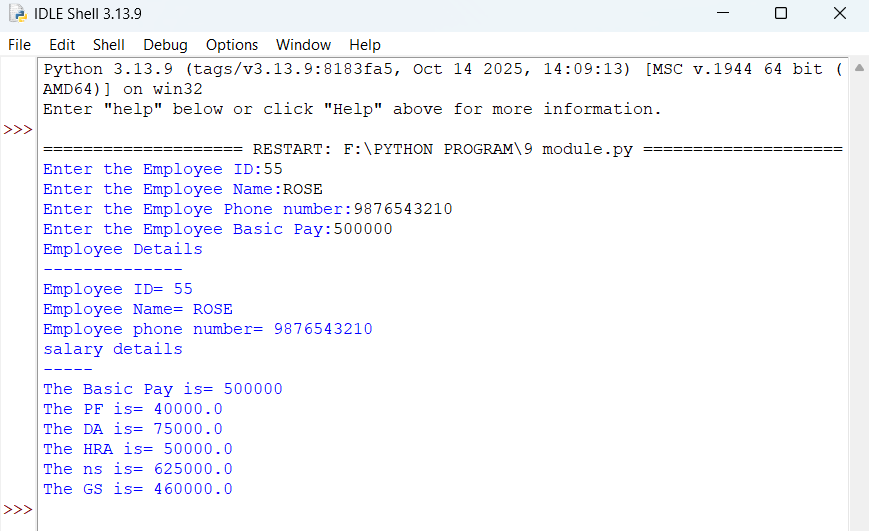 IDLE Shell 3.13.9
File Edit Shell Debug Options Window Help
Python 3.13.9 (tags/v3.13.9:8183fa5, Oct 14 2025, 14:09:13) [MSC v.1944 64 bit (
AMD64)] on win32
Enter "help" below or click "Help" above for more information.
>>>
==================== RESTART: F:\PYTHON PROGRAM\9 module.py ====================
Enter the Employee ID:55
Enter the Employee Name:ROSE
Enter the Employe Phone number:9876543210
Enter the Employee Basic Pay:500000
Employee Details
--------------
Employee ID= 55
Employee Name= ROSE
Employee phone number= 9876543210
salary details
-----
The Basic Pay is= 500000
The PF is= 40000.0
The DA is= 75000.0
The HRA is= 50000.0
The ns is= 625000.0
The GS is= 460000.0
>>>